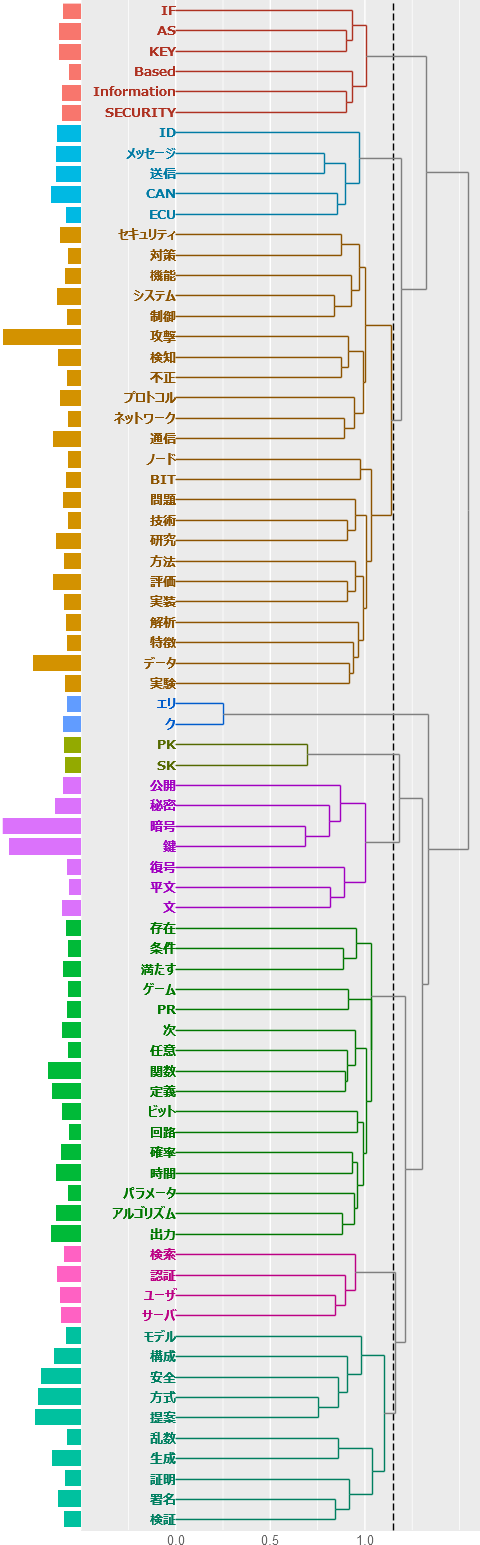 IF
AS
KEY
Based
Information
SECURITY
ID
メッセージ
送信
CAN
ECU
セキュリティ
対策
機能
システム
制御
攻撃
検知
不正
プロトコル
ネットワーク
通信
ノード
BIT
問題
技術
研究
方法
評価
実装
解析
特徴
データ
実験
エリ
ク
PK
SK
公開
秘密
暗号
鍵
復号
平文
文
存在
条件
満たす
ゲーム
PR
次
任意
関数
定義
ビット
回路
確率
時間
パラメータ
アルゴリズム
出力
検索
認証
ユーザ
サーバ
モデル
構成
安全
方式
提案
乱数
生成
証明
署名
検証
0.0 0.5 1.0